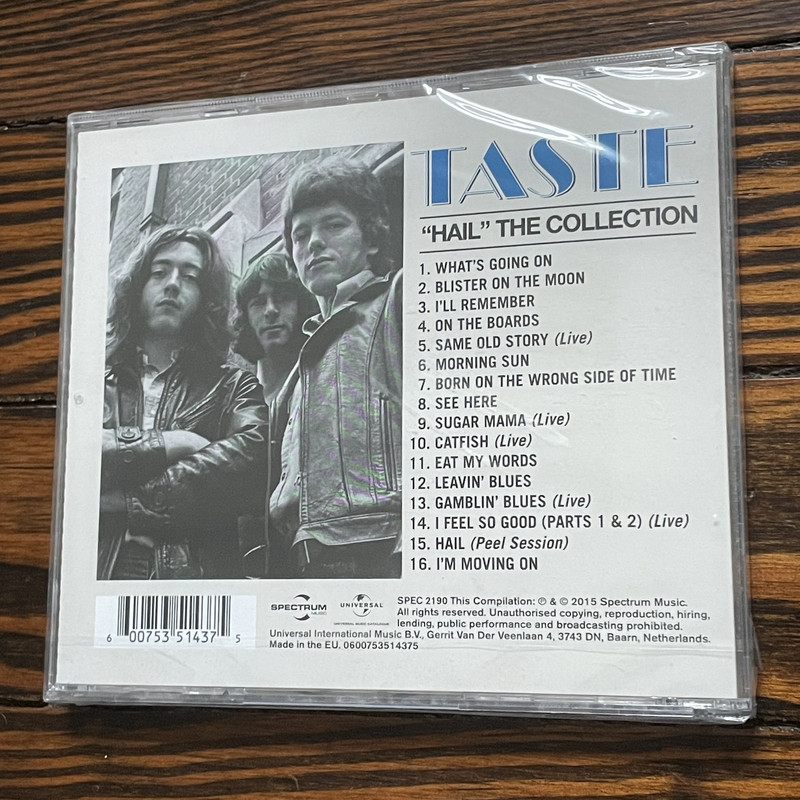 TASTE
“HAIL” THE COLLECTION
1. WHAT'S GOING ON
2. BLISTER ON THE MOON
3. I'LL REMEMBER
4. ON THE BOARDS
5. SAME OLD STORY (Live)
6. MORNING SUN
7. BORN ON THE WRONG SIDE OF TIME
8. SEE HERE
9. SUGAR MAMA (Live)
10. CATFISH (Live)
11. EAT MY WORDS
12. LEAVIN' BLUES
13. GAMBLIN' BLUES (Live)
14. I FEEL SO GOOD (PARTS 1 & 2) (Live)
15. HAIL (Peel Session)
16. I'M MOVING ON
6 00753 51437 5
SPECTRUM
MUSIC
UNIVERSAL
UNIVERSAL MUSIC CATALOGUE
SPEC 2190 This Compilation: ℗ & © 2015 Spectrum Music.
All rights reserved. Unauthorised copying, reproduction, hiring,
lending, public performance and broadcasting prohibited.
Universal International Music B.V., Gerrit Van Der Veenlaan 4, 3743 DN, Baarn, Netherlands.
Made in the EU. 0600753514375